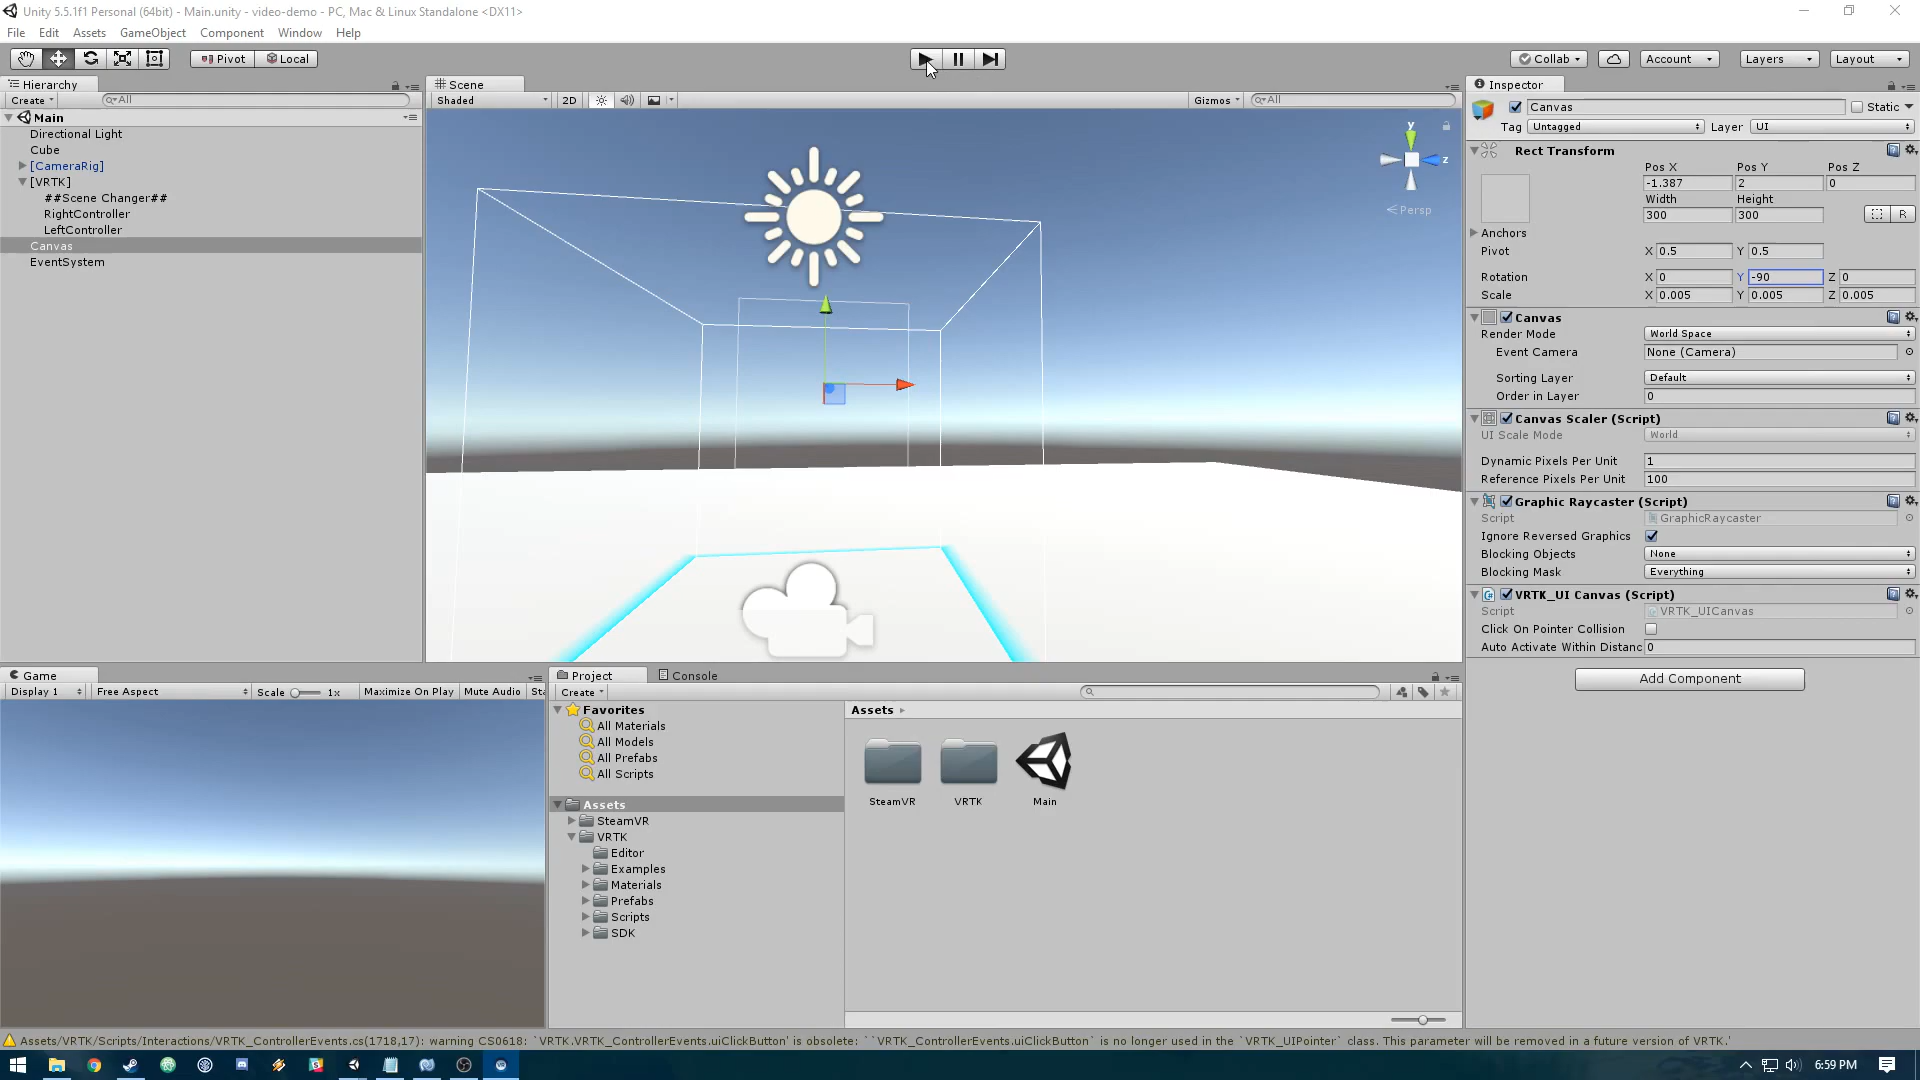 Unity 5.5.1f1 Personal (64bit) - Main.unity - video-demo - PC, Mac & Linux Standalone <DX11>
File Edit Assets GameObject Component Window Help
Pivot Local Collab Account Layers Layout
Hierarchy
Create All
Main
Directional Light
Cube
[CameraRig]
[VRTK]
##Scene Changer##
RightController
LeftController
Canvas
EventSystem
Scene
Shaded 2D Gizmos All
y
z
Persp
Inspector
Canvas Static
Tag Untagged Layer UI
Rect Transform
Pos X Pos Y Pos Z
-1.387 2 0
Width Height
300 300 R
Anchors
Pivot X 0.5 Y 0.5
Rotation X 0 Y -90 Z 0
Scale X 0.005 Y 0.005 Z 0.005
Canvas
Render Mode World Space
Event Camera None (Camera)
Sorting Layer Default
Order in Layer 0
Canvas Scaler (Script)
UI Scale Mode World
Dynamic Pixels Per Unit 1
Reference Pixels Per Unit 100
Graphic Raycaster (Script)
Script GraphicRaycaster
Ignore Reversed Graphics
Blocking Objects None
Blocking Mask Everything
VRTK_UI Canvas (Script)
Script VRTK_UICanvas
Click On Pointer Collision
Auto Activate Within Distanc 0
Add Component
Game
Display 1 Free Aspect Scale 1x Maximize On Play Mute Audio Sta
Project Console
Create
Favorites
All Materials
All Models
All Prefabs
All Scripts
Assets
SteamVR
VRTK
Editor
Examples
Materials
Prefabs
Scripts
SDK
Assets
SteamVR VRTK Main
Assets/VRTK/Scripts/Interactions/VRTK_ControllerEvents.cs(1718,17): warning CS0618: `VRTK.VRTK_ControllerEvents.uiClickButton' is obsolete: ``VRTK_ControllerEvents.uiClickButton` is no longer used in the `VRTK_UIPointer` class. This parameter will be removed in a future version of VRTK.'
6:59 PM